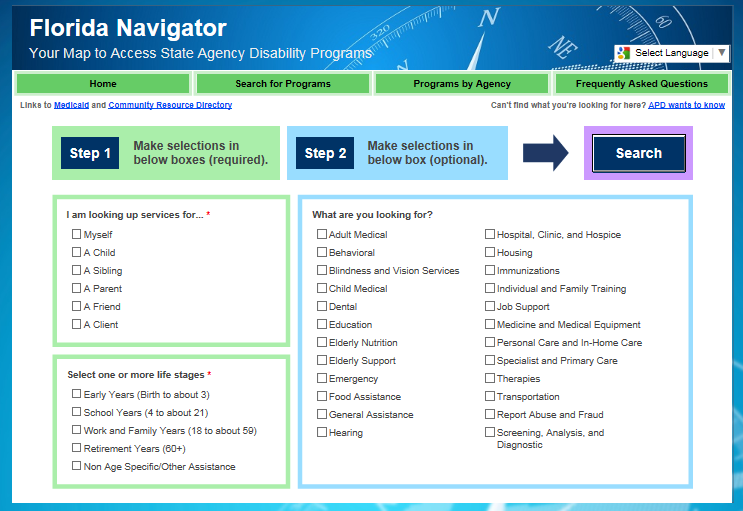 Florida Navigator
Your Map to Access State Agency Disability Programs
320
N
NE
Select Language ▼
Home
Search for Programs
Programs by Agency
Frequently Asked Questions
Links to Medicaid and Community Resource Directory
Can't find what you're looking for here? APD wants to know
Step 1
Make selections in
below boxes (required).
Step 2
Make selections in
below box (optional).
Search
I am looking up services for... *
Myself
A Child
A Sibling
A Parent
A Friend
A Client
Select one or more life stages *
Early Years (Birth to about 3)
School Years (4 to about 21)
Work and Family Years (18 to about 59)
Retirement Years (60+)
Non Age Specific/Other Assistance
What are you looking for?
Adult Medical
Behavioral
Blindness and Vision Services
Child Medical
Dental
Education
Elderly Nutrition
Elderly Support
Emergency
Food Assistance
General Assistance
Hearing
Hospital, Clinic, and Hospice
Housing
Immunizations
Individual and Family Training
Job Support
Medicine and Medical Equipment
Personal Care and In-Home Care
Specialist and Primary Care
Therapies
Transportation
Report Abuse and Fraud
Screening, Analysis, and
Diagnostic